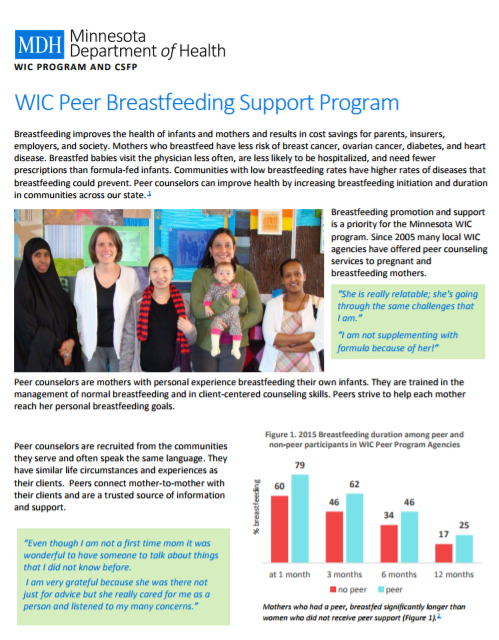 MDH Minnesota
Department of Health
WIC PROGRAM AND CSFP
WIC Peer Breastfeeding Support Program
Breastfeeding improves the health of infants and mothers and results in cost savings for parents, insurers,
employers, and society. Mothers who breastfeed have less risk of breast cancer, ovarian cancer, diabetes, and heart
disease. Breastfed babies visit the physician less often, are less likely to be hospitalized, and need fewer
prescriptions than formula-fed infants. Communities with low breastfeeding rates have higher rates of diseases that
breastfeeding could prevent. Peer counselors can improve health by increasing breastfeeding initiation and duration
in communities across our state.1
Breastfeeding promotion and support
is a priority for the Minnesota WIC
program. Since 2005 many local WIC
agencies have offered peer counseling
services to pregnant and
breastfeeding mothers.
"She is really relatable; she's going
through the same challenges that
I am."
"I am not supplementing with
formula because of her!"
Peer counselors are mothers with personal experience breastfeeding their own infants. They are trained in the
management of normal breastfeeding and in client-centered counseling skills. Peers strive to help each mother
reach her personal breastfeeding goals.
Peer counselors are recruited from the communities
they serve and often speak the same language. They
have similar life circumstances and experiences as
their clients. Peers connect mother-to-mother with
their clients and are a trusted source of information
and support.
"Even though I am not a first time mom it was
wonderful to have someone to talk about things
that I did not know before.
I am very grateful because she was there not
just for advice but she really cared for me as a
person and listened to my many concerns."
Figure 1. 2015 Breastfeeding duration among peer and
non-peer participants in WIC Peer Program Agencies
% breastfeeding
60 79
46 62
34 46
17 25
at 1 month 3 months 6 months 12 months
no peer peer
Mothers who had a peer, breastfed significantly longer than
women who did not receive peer support (Figure 1).2